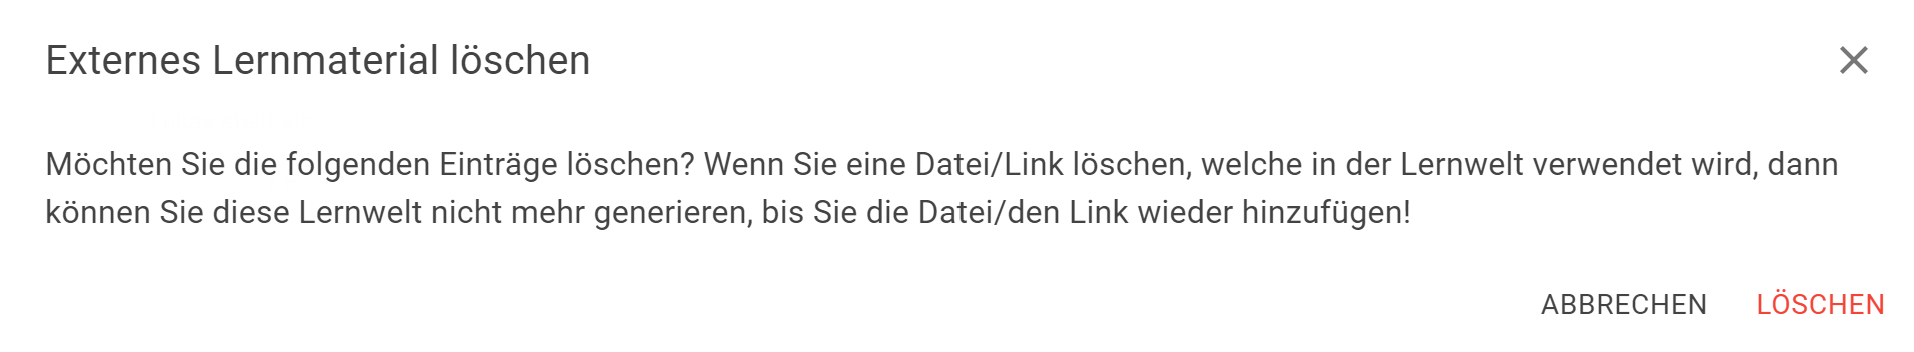 Externes Lernmaterial löschen
Möchten Sie die folgenden Einträge löschen? Wenn Sie eine Datei/Link löschen, welche in der Lernwelt verwendet wird, dann
können Sie diese Lernwelt nicht mehr generieren, bis Sie die Datei/den Link wieder hinzufügen!
ABBRECHEN LÖSCHEN